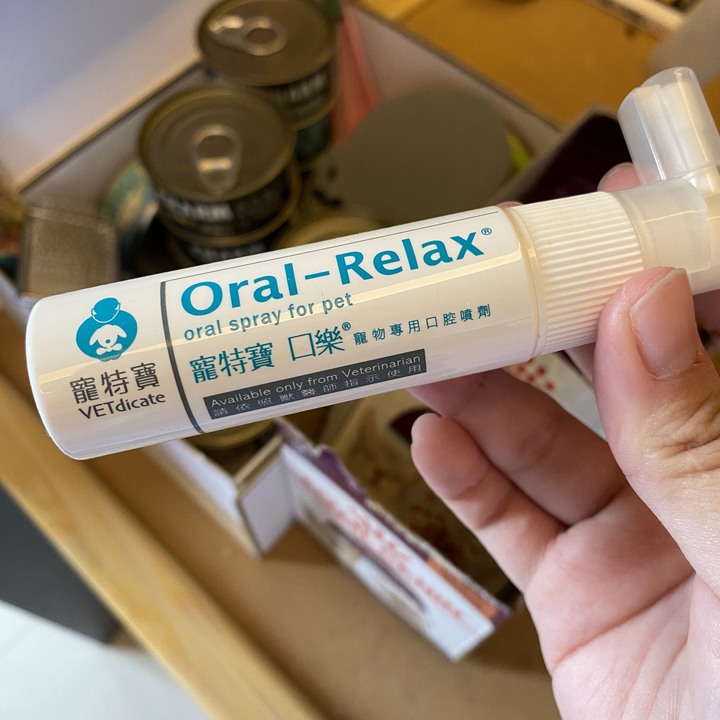 Oral-Relax®
oral spray for pet
寵特寶 口樂® 寵物專用口腔噴劑
Available only from Veterinarian
請依照獸醫師指示使用
寵特寶
VETdicate